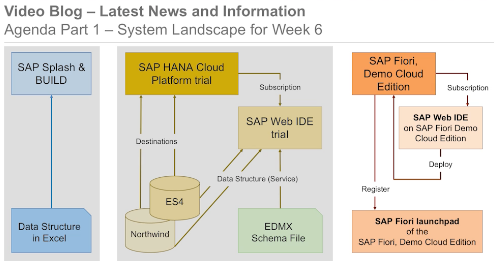 Video Blog – Latest News and Information
Agenda Part 1 – System Landscape for Week 6
SAP Splash &
BUILD
Data Structure
in Excel
SAP HANA Cloud
Platform trial
Subscription
SAP Web IDE
trial
Destinations
Data Structure (Service)
ES4
Northwind
EDMX
Schema File
SAP Fiori,
Demo Cloud
Edition
Subscription
SAP Web IDE
on SAP Fiori Demo
Cloud Edition
Deploy
Register
SAP Fiori launchpad
of the
SAP Fiori, Demo Cloud Edition